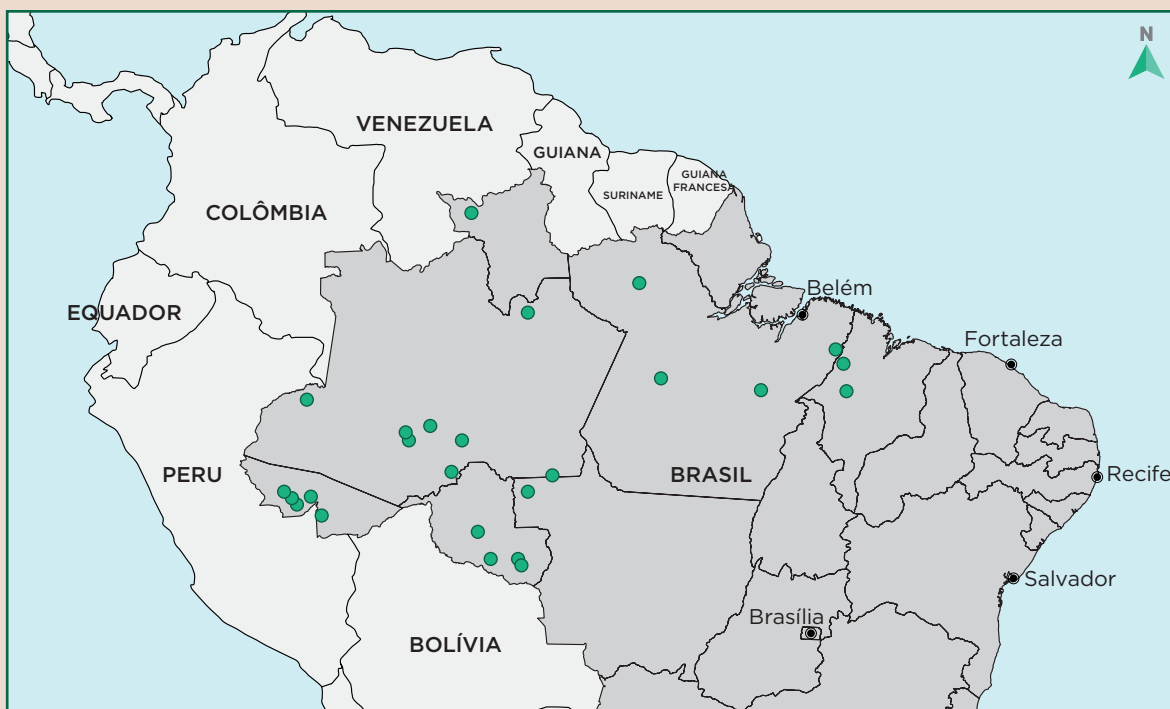 N
VENEZUELA
GUIANA
GUIANA
FRANCESA
SURINAME
COLÔMBIA
Belém
EQUADOR
Fortaleza
PERU
BRASIL
Recife
Salvador
Brasília
BOLÍVIA